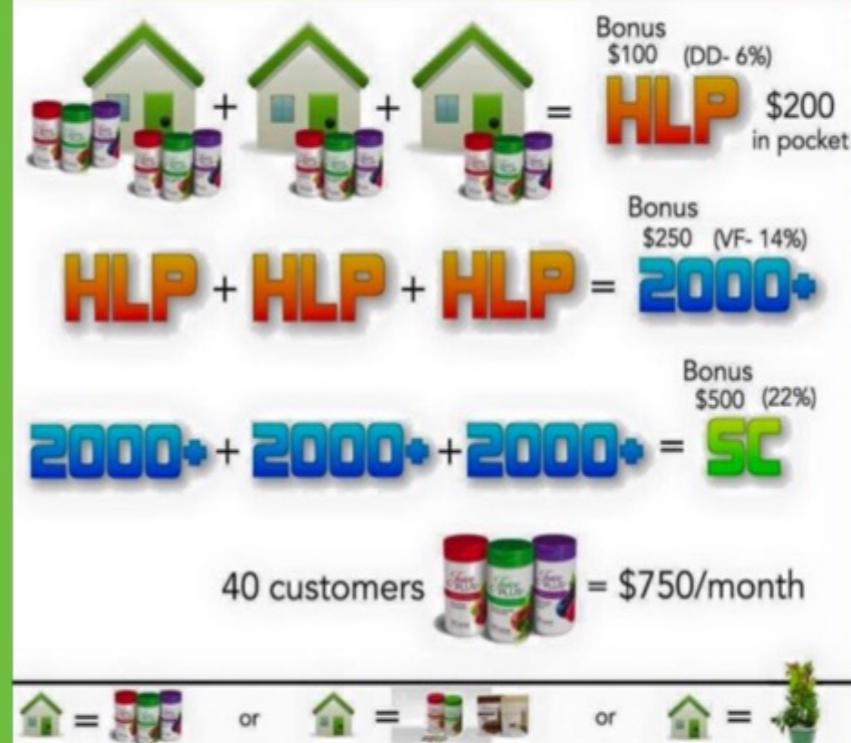 Bonus
$100 (DD- 6%)
+ + = HLP $200
in pocket
Bonus
$250 (VF- 14%)
HLP + HLP + HLP = 2000+
Bonus
$500 (22%)
2000+ + 2000+ + 2000+ = SC
40 customers = $750/month
= or = or =